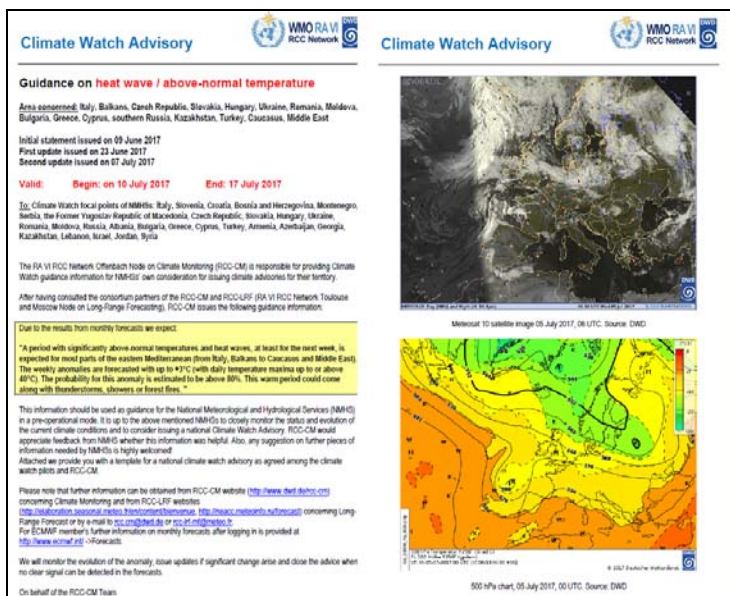 Climate Watch Advisory
WMO RA VI
RCC Network
DWD
Guidance on heat wave / above-normal temperature
Area concerned: Italy, Balkans, Czech Republic, Slovakia, Hungary, Ukraine, Romania, Moldova,
Bulgaria, Greece, Cyprus, southern Russia, Kazakhstan, Turkey, Caucasus, Middle East
Initial statement issued on 09 June 2017
First update issued on 23 June 2017
Second update issued on 07 July 2017
Valid: Begin: on 10 July 2017 End: 17 July 2017
To: Climate Watch focal points of NMHSs: Italy, Slovenia, Croatia, Bosnia and Herzegovina, Montenegro,
Serbia, the Former Yugoslav Republic of Macedonia, Czech Republic, Slovakia, Hungary, Ukraine,
Romania, Moldova, Russia, Albania, Bulgaria, Greece, Cyprus, Turkey, Armenia, Azerbaijan, Georgia,
Kazakhstan, Lebanon, Israel, Jordan, Syria
The RA VI RCC Network Offenbach Node on Climate Monitoring (RCC-CM) is responsible for providing Climate
Watch guidance information for NMHSs' own consideration for issuing climate advisories for their territory.
After having consulted the consortium partners of the RCC-CM and RCC-LRF (RA VI RCC Network Toulouse
and Moscow Node on Long-Range Forecasting), RCC-CM issues the following guidance information:
Due to the results from monthly forecasts we expect:
"A period with significantly above-normal temperatures and heat waves, at least for the next week, is
expected for most parts of the eastern Mediterranean (from Italy, Balkans to Caucasus and Middle East).
The weekly anomalies are forecasted with up to +3°C (with daily temperature maxima up to or above
40°C). The probability for this anomaly is estimated to be above 80%. This warm period could come
along with thunderstorms, showers or forest fires. "
This information should be used as guidance for the National Meteorological and Hydrological Services (NMHS)
in a pre-operational mode. It is up to the above mentioned NMHSs to closely monitor the status and evolution of
the current climate conditions and to consider issuing a national Climate Watch Advisory. RCC-CM would
appreciate feedback from NMHS whether this information was helpful. Also, any suggestion on further pieces of
information needed by NMHSs is highly welcomed!
Attached we provide you with a template for a national climate watch advisory as agreed among the climate
watch pilots and RCC-CM.
Please note that further information can be obtained from RCC-CM website (http://www.dwd.de/rcc-cm)
concerning Climate Monitoring and from RCC-LRF websites
(http://elaboration.seasonal.meteo.fr/en/content/bienvenue, http://neacc.meteoinfo.ru/forecast) concerning Long-
Range Forecast or by e-mail to rcc.cm@dwd.de or rcc-lrf-mf@meteo.fr.
For ECMWF member's further information on monthly forecasts after logging in is provided at
http://www.ecmwf.int/ ->Forecasts.
We will monitor the evolution of the anomaly, issue updates if significant change arise and close the advice when
no clear signal can be detected in the forecasts.
On behalf of the RCC-CM Team
Climate Watch Advisory
WMO RA VI
RCC Network
DWD
Meteosat 10 satellite image 05 July 2017, 06 UTC. Source: DWD
© 2017 Deutscher Wetterdienst
500 hPa chart, 05 July 2017, 00 UTC. Source: DWD